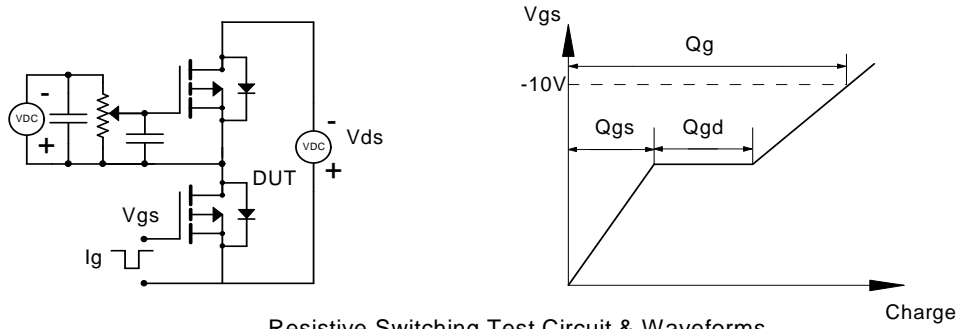 Vgs
Qg
-10V
Qgs
Qgd
Charge
-
VDC
+
-
VDC
Vds
+
DUT
Vgs
Ig
Resistive Switching Test Circuit & Waveforms